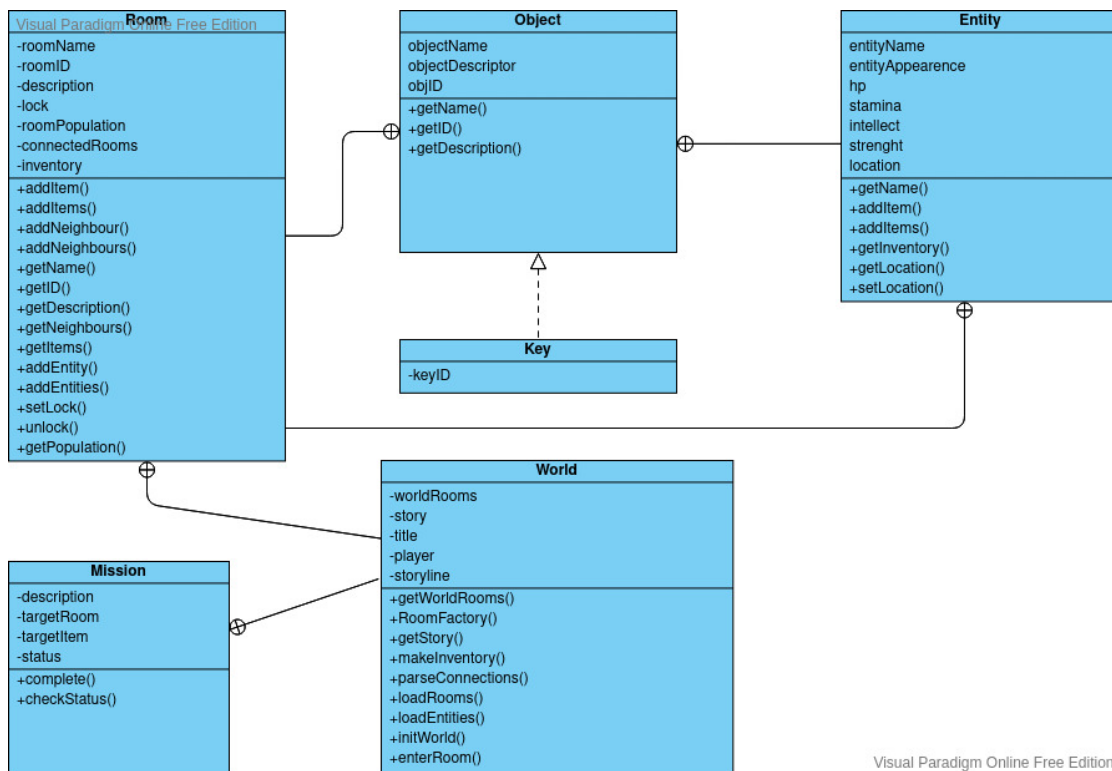 Room
Visual Paradigm Online Free Edition
-roomName
-roomID
-description
-lock
-roomPopulation
-connectedRooms
-inventory
+addItem()
+addItems()
+addNeighbour()
+addNeighbours()
+getName()
+getID()
+getDescription()
+getNeighbours()
+getItems()
+addEntity()
+addEntities()
+setLock()
+unlock()
+getPopulation()
Object
objectName
objectDescriptor
objID
+getName()
+getID()
+getDescription()
Entity
entityName
entityAppearence
hp
stamina
intellect
strenght
location
+getName()
+addItem()
+addItems()
+getInventory()
+getLocation()
+setLocation()
Key
-keyID
World
-worldRooms
-story
-title
-player
-storyline
+getWorldRooms()
+RoomFactory()
+getStory()
+makeInventory()
+parseConnections()
+loadRooms()
+loadEntities()
+initWorld()
+enterRoom()
Mission
-description
-targetRoom
-targetItem
-status
+complete()
+checkStatus()
Visual Paradigm Online Free Edition